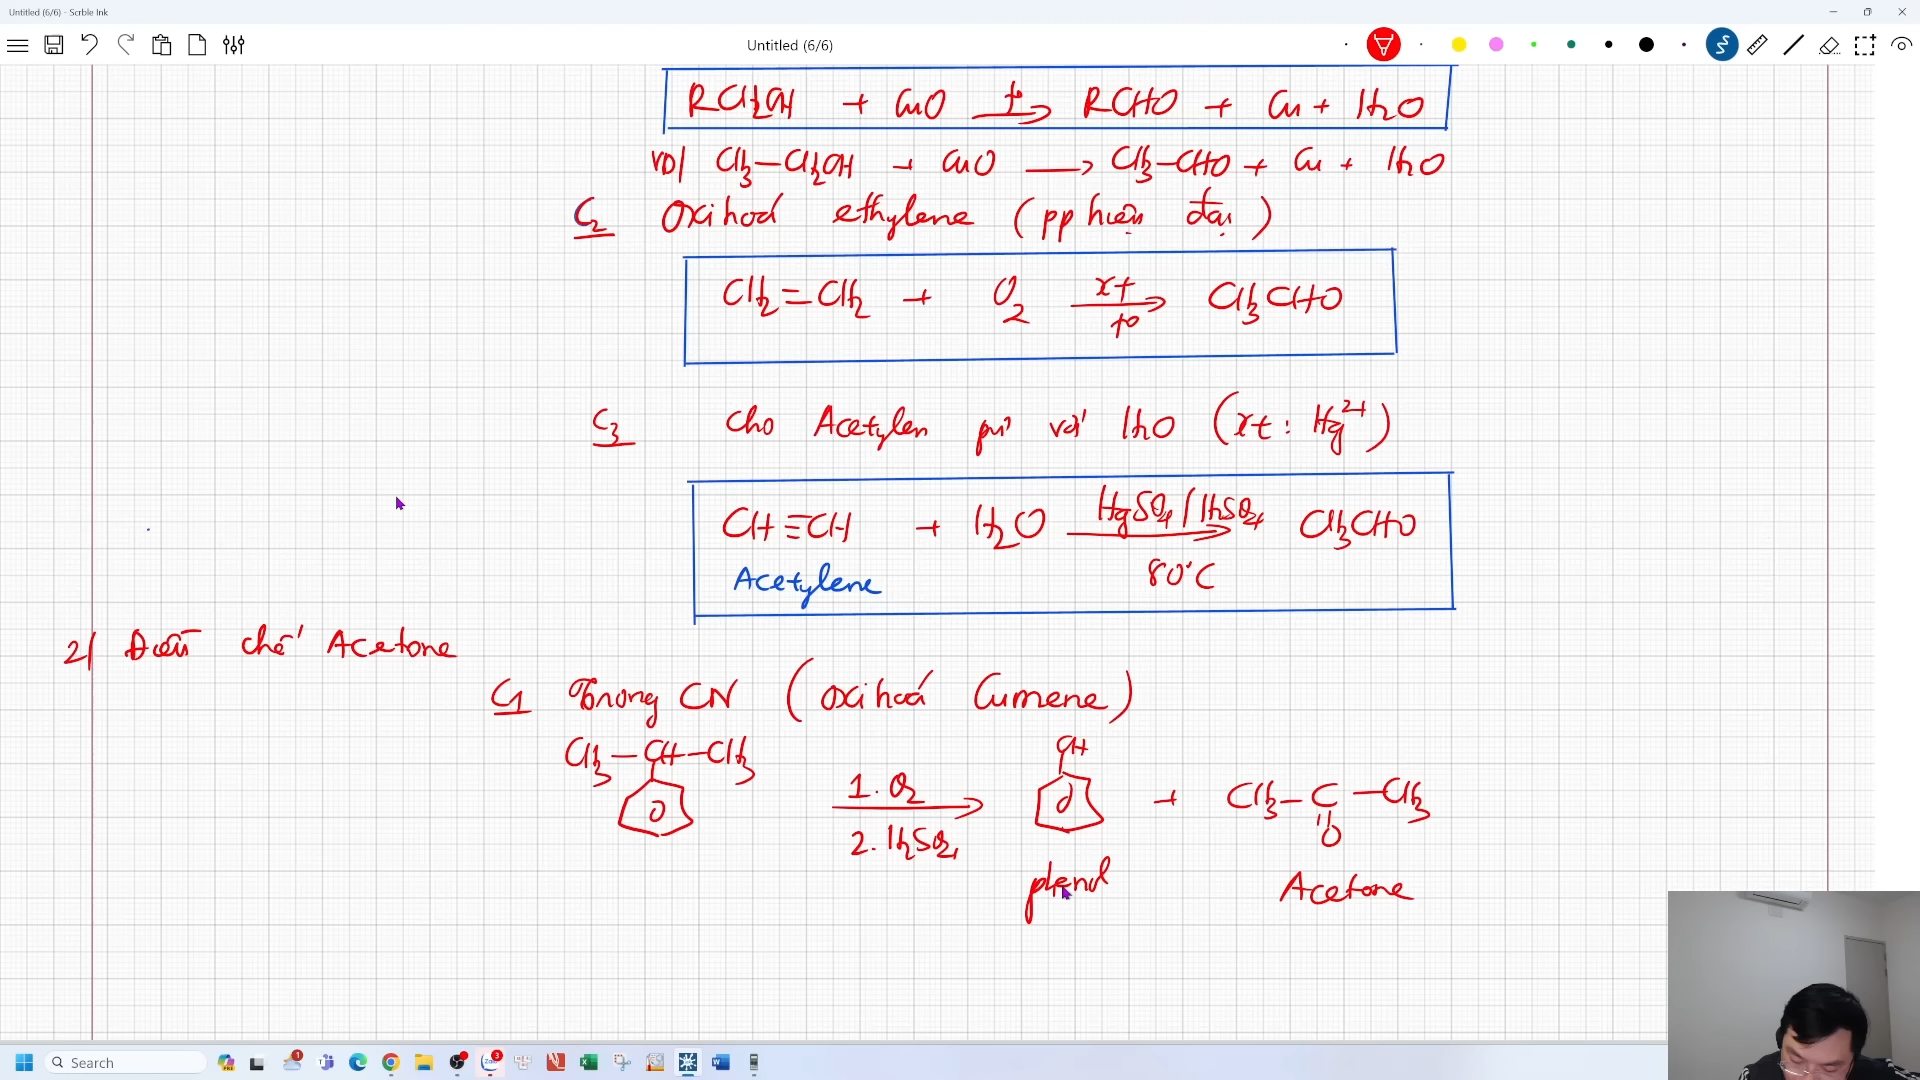 Untitled (6/6) - Scrble Ink
Untitled (6/6)
RCH2OH + CuO t° → RCHO + Cu + H2O
VD/ CH3-CH2OH + CuO → CH3-CHO + Cu + H2O
C2 Oxi hoá ethylene (pp hiện đại)
CH2=CH2 + O2 xt t° → CH3CHO
C3 Cho Acetylen pứ với H2O (xt: Hg2+)
CH≡CH + H2O HgSO4/H2SO4 80°C → CH3CHO
Acetylene
2/ Điều chế Acetone
C1 Trong CN (oxi hoá Cumene)
CH3-CH-CH3 1. O2 2. H2SO4 → OH + CH3-C-CH3
O
phenol Acetone
Search